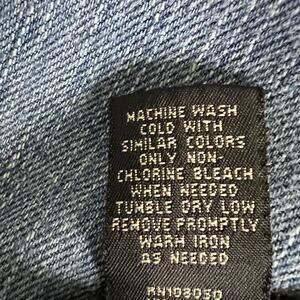 MACHINE WASH
COLD WITH
SIMILAR COLORS
ONLY NON-
CHLORINE BLEACH
WHEN NEEDED
TUMBLE DRY LOW
REMOVE PROMPTLY
WARM IRON
AS NEEDED
RN103050